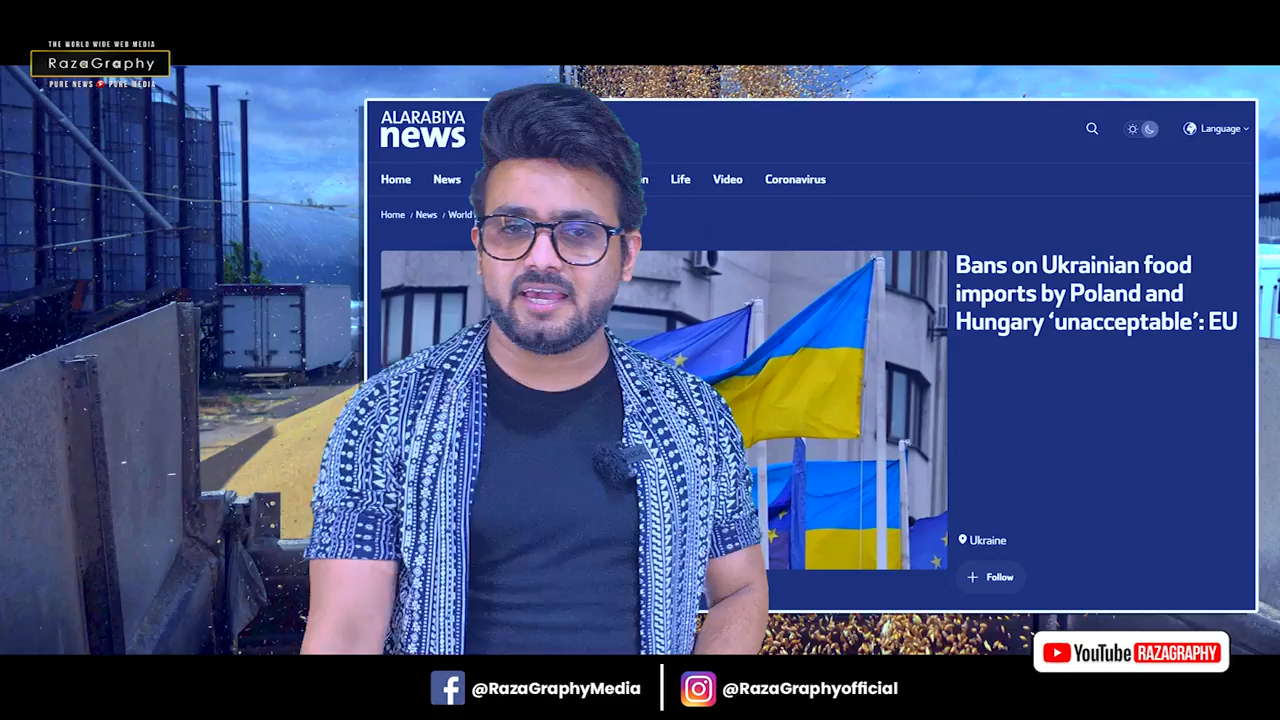 THE WORLD WIDE WEB MEDIA
RazaGraphy
PURE NEWS PURE MEDIA
ALARABIYA
news
Language
Home News Life Video Coronavirus
Home / News / World
Bans on Ukrainian food
imports by Poland and
Hungary ‘unacceptable’: EU
Ukraine
+ Follow
YouTube RAZAGRAPHY
@RazaGraphyMedia
@RazaGraphyofficial